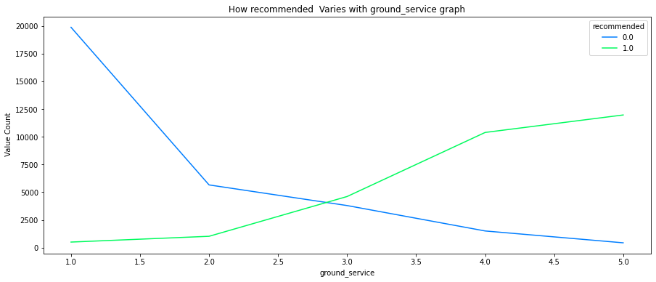 How recommended  Varies with ground_service graph
recommended
0.0
1.0
20000
17500
15000
12500
10000
7500
5000
2500
0
Value Count
1.0 1.5 2.0 2.5 3.0 3.5 4.0 4.5 5.0
ground_service